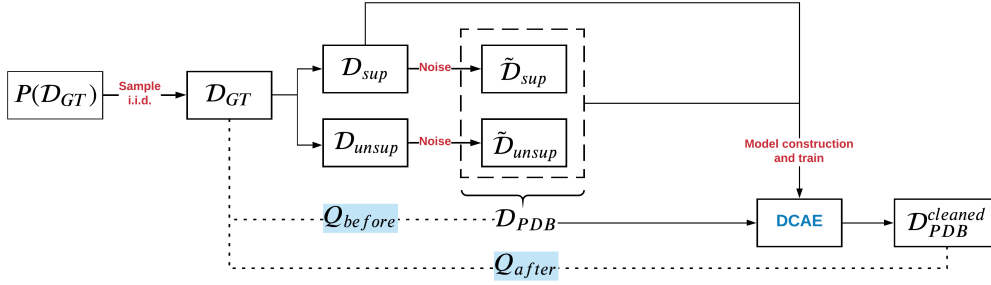 P(D_GT)
Sample
i.i.d.
D_GT
D_sup
Noise
D̃_sup
D_unsup
Noise
D̃_unsup
Model construction
and train
Q_before
D_PDB
DCAE
D_PDB^cleaned
Q_after